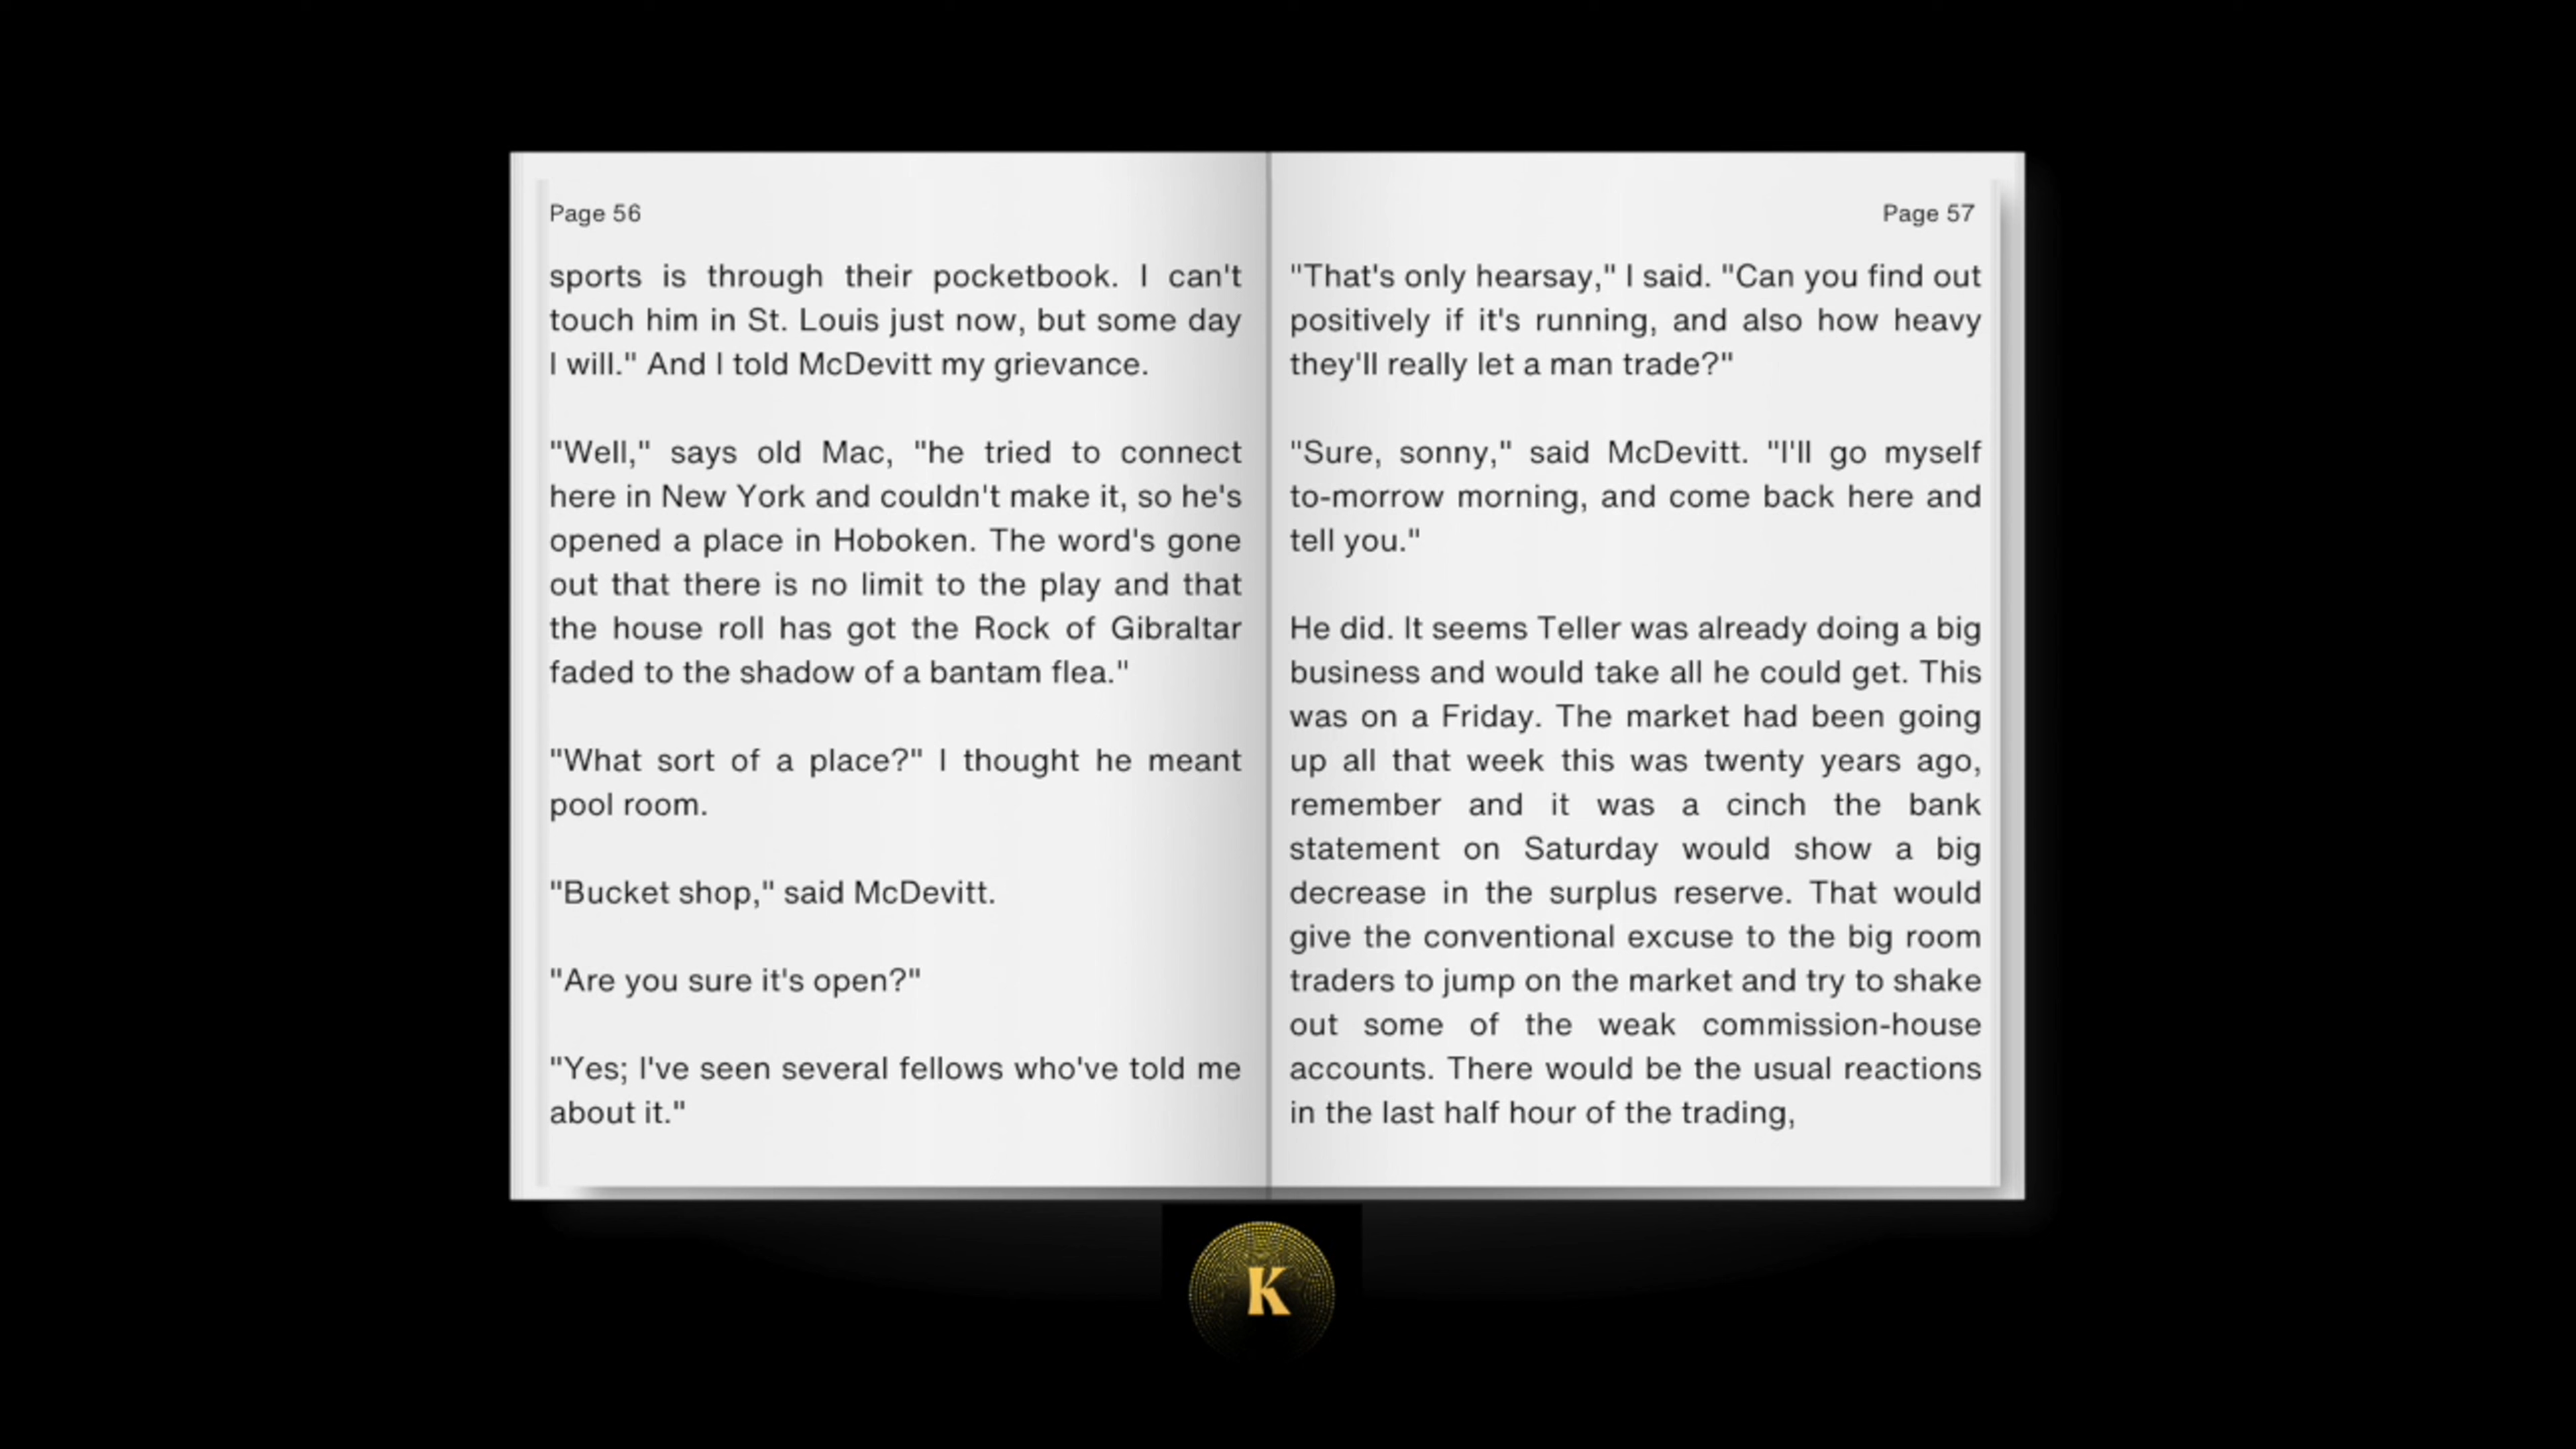 Page 56
sports is through their pocketbook. I can't
touch him in St. Louis just now, but some day
I will." And I told McDevitt my grievance.
"Well," says old Mac, "he tried to connect
here in New York and couldn't make it, so he's
opened a place in Hoboken. The word's gone
out that there is no limit to the play and that
the house roll has got the Rock of Gibraltar
faded to the shadow of a bantam flea."
"What sort of a place?" I thought he meant
pool room.
"Bucket shop," said McDevitt.
"Are you sure it's open?"
"Yes; I've seen several fellows who've told me
about it."
Page 57
"That's only hearsay," I said. "Can you find out
positively if it's running, and also how heavy
they'll really let a man trade?"
"Sure, sonny," said McDevitt. "I'll go myself
to-morrow morning, and come back here and
tell you."
He did. It seems Teller was already doing a big
business and would take all he could get. This
was on a Friday. The market had been going
up all that week this was twenty years ago,
remember and it was a cinch the bank
statement on Saturday would show a big
decrease in the surplus reserve. That would
give the conventional excuse to the big room
traders to jump on the market and try to shake
out some of the weak commission-house
accounts. There would be the usual reactions
in the last half hour of the trading,
K